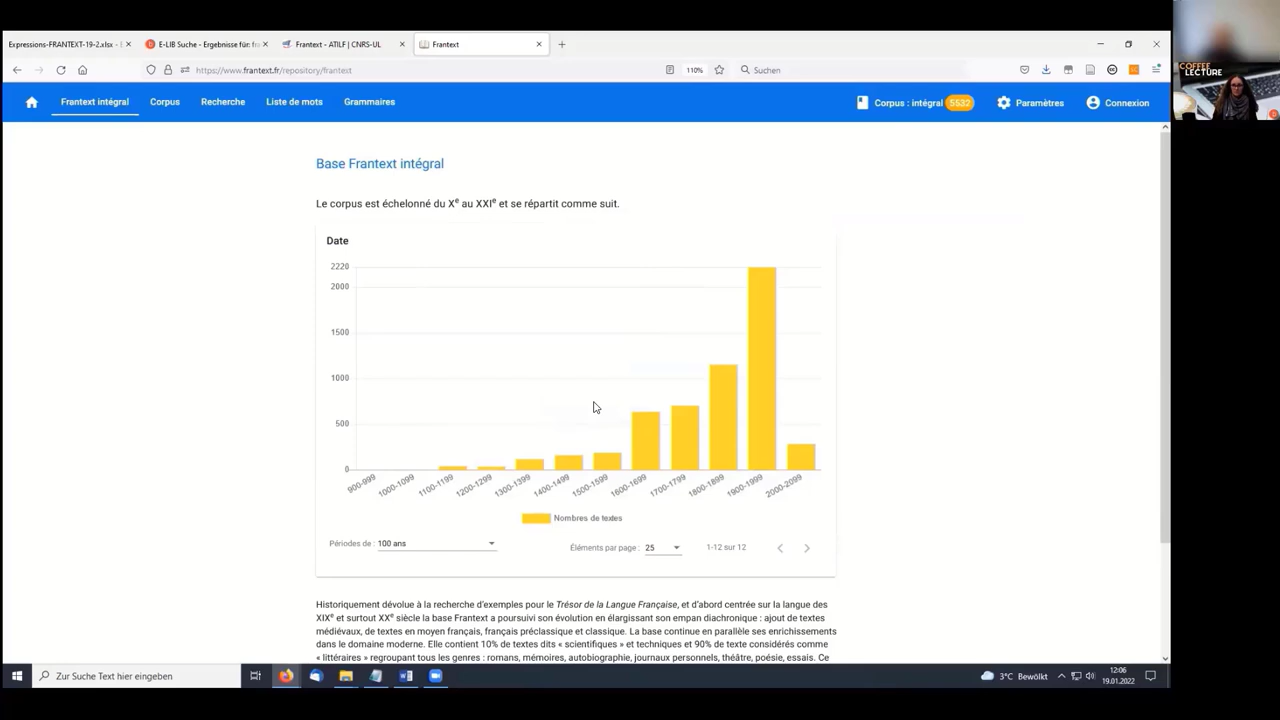 Expressions-FRANTEXT-19-2.xlsx – E
E-LIB Suche - Ergebnisse für: fra
Frantext – ATILF | CNRS-UL
Frantext
https://www.frantext.fr/repository/frantext
110%
Suchen
Frantext intégral
Corpus
Recherche
Liste de mots
Grammaires
Corpus : intégral 5532
Paramètres
Connexion
COFFEE
LECTURE
Base Frantext intégral
Le corpus est échelonné du Xe au XXIe et se répartit comme suit.
Date
2220
2000
1500
1000
500
0
900-999
1000-1099
1100-1199
1200-1299
1300-1399
1400-1499
1500-1599
1600-1699
1700-1799
1800-1899
1900-1999
2000-2099
Nombres de textes
Périodes de : 100 ans
Éléments par page : 25
1-12 sur 12
Historiquement dévolue à la recherche d'exemples pour le Trésor de la Langue Française, et d'abord centrée sur la langue des
XIXe et surtout XXe siècle la base Frantext a poursuivi son évolution en élargissant son empan diachronique : ajout de textes
médiévaux, de textes en moyen français, français préclassique et classique. La base continue en parallèle ses enrichissements
dans le domaine moderne. Elle contient 10% de textes dits « scientifiques » et techniques et 90% de texte considérés comme
« littéraires » regroupant tous les genres : romans, mémoires, autobiographie, journaux personnels, théâtre, poésie, essais. Ce
Zur Suche Text hier eingeben
3°C Bewölkt
12:06
19.01.2022